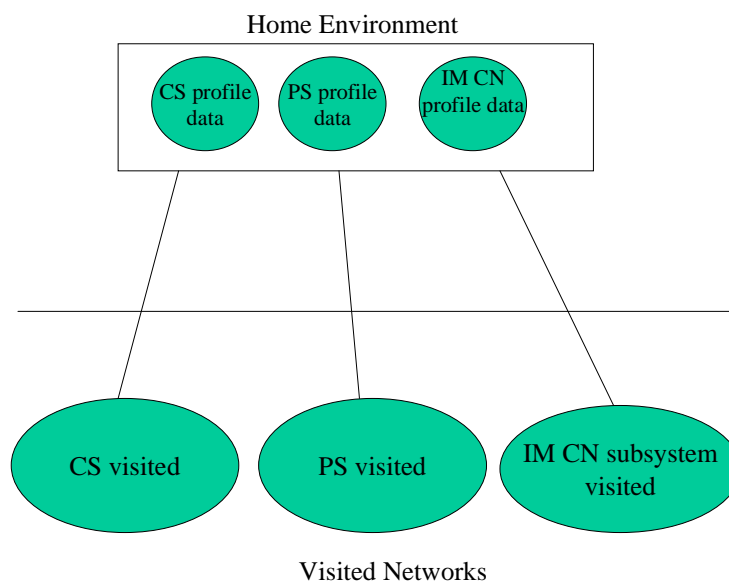 Home Environment
CS profile
data
PS profile
data
IM CN
profile data
CS visited
PS visited
IM CN subsystem
visited
Visited Networks